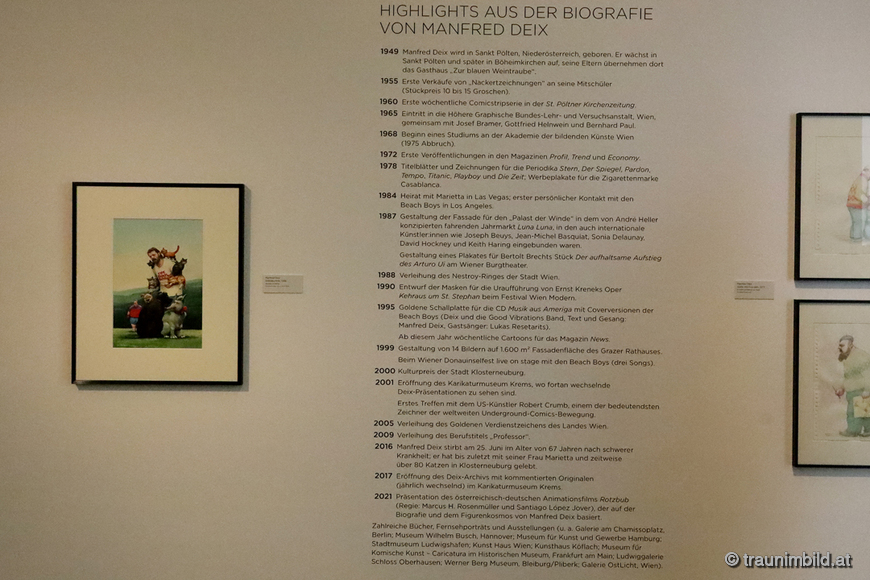 HIGHLIGHTS AUS DER BIOGRAFIE
VON MANFRED DEIX
1949 Manfred Deix wird in Sankt Pölten, Niederösterreich, geboren. Er wächst in
Sankt Pölten und später in Böheimkirchen auf, seine Eltern übernehmen dort
das Gasthaus „Zur blauen Weintraube“.
1955 Erste Verkäufe von „Nackertzeichnungen“ an seine Mitschüler
(Stückpreis 10 bis 15 Groschen).
1960 Erste wöchentliche Comicstripserie in der St. Pöltner Kirchenzeitung.
1965 Eintritt in die Höhere Graphische Bundes-Lehr- und Versuchsanstalt, Wien,
gemeinsam mit Josef Bramer, Gottfried Helnwein und Bernhard Paul.
1968 Beginn eines Studiums an der Akademie der bildenden Künste Wien
(1975 Abbruch).
1972 Erste Veröffentlichungen in den Magazinen Profil, Trend und Economy.
1978 Titelblätter und Zeichnungen für die Periodika Stern, Der Spiegel, Pardon,
Tempo, Titanic, Playboy und Die Zeit; Werbeplakate für die Zigarettenmarke
Casablanca.
1984 Heirat mit Marietta in Las Vegas; erster persönlicher Kontakt mit den
Beach Boys in Los Angeles.
1987 Gestaltung der Fassade für den „Palast der Winde“ in dem von André Heller
konzipierten fahrenden Jahrmarkt Luna Luna, in den auch internationale
Künstler:innen wie Joseph Beuys, Jean-Michel Basquiat, Sonia Delaunay,
David Hockney und Keith Haring eingebunden waren.
Gestaltung eines Plakates für Bertolt Brechts Stück Der aufhaltsame Aufstieg
des Arturo Ui am Wiener Burgtheater.
1988 Verleihung des Nestroy-Ringes der Stadt Wien.
1990 Entwurf der Masken für die Uraufführung von Ernst Kreneks Oper
Kehraus um St. Stephan beim Festival Wien Modern.
1995 Goldene Schallplatte für die CD Musik aus Ameriga mit Coverversionen der
Beach Boys (Deix und die Good Vibrations Band, Text und Gesang:
Manfred Deix, Gastsänger: Lukas Resetarits).
Ab diesem Jahr wöchentliche Cartoons für das Magazin News.
1999 Gestaltung von 14 Bildern auf 1.600 m² Fassadenfläche des Grazer Rathauses.
Beim Wiener Donauinselfest live on stage mit den Beach Boys (drei Songs).
2000 Kulturpreis der Stadt Klosterneuburg.
2001 Eröffnung des Karikaturmuseum Krems, wo fortan wechselnde
Deix-Präsentationen zu sehen sind.
Erstes Treffen mit dem US-Künstler Robert Crumb, einem der bedeutendsten
Zeichner der weltweiten Underground-Comics-Bewegung.
2005 Verleihung des Goldenen Verdienstzeichens des Landes Wien.
2009 Verleihung des Berufstitels „Professor“.
2016 Manfred Deix stirbt am 25. Juni im Alter von 67 Jahren nach schwerer
Krankheit; er hat bis zuletzt mit seiner Frau Marietta und zeitweise
über 80 Katzen in Klosterneuburg gelebt.
2017 Eröffnung des Deix-Archivs mit kommentierten Originalen
(jährlich wechselnd) im Karikaturmuseum Krems.
2021 Präsentation des österreichisch-deutschen Animationsfilms Rotzbub
(Regie: Marcus H. Rosenmüller und Santiago López Jover), der auf der
Biografie und dem Figurenkosmos von Manfred Deix basiert.
Zahlreiche Bücher, Fernsehporträts und Ausstellungen (u. a. Galerie am Chamissoplatz,
Berlin; Museum Wilhelm Busch, Hannover; Museum für Kunst und Gewerbe Hamburg;
Stadtmuseum Ludwigshafen; Kunst Haus Wien; Kunsthaus Köflach; Museum für
Komische Kunst – Caricatura im Historischen Museum, Frankfurt am Main; Ludwiggalerie
Schloss Oberhausen; Werner Berg Museum, Bleiburg/Pliberk; Galerie OstLicht, Wien).
© traunimbild.at